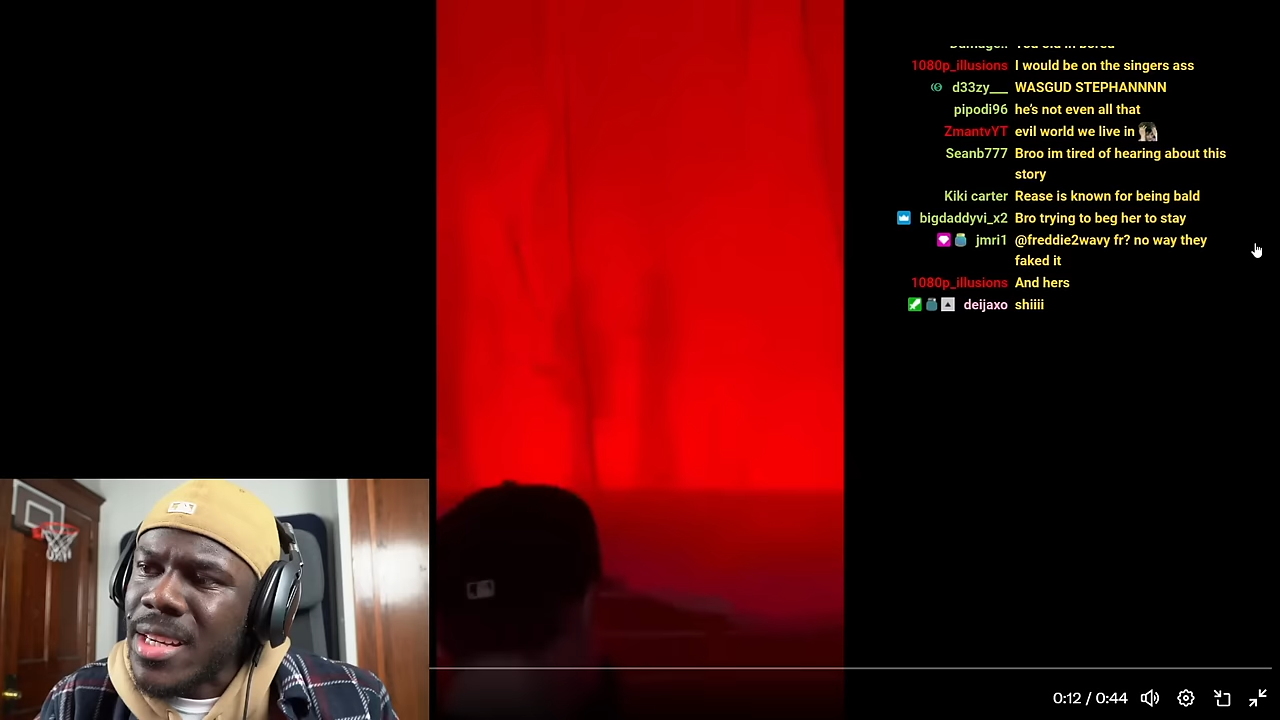 1080p_illusions I would be on the singers ass
d33zy___ WASGUD STEPHANNNN
pipodi96 he's not even all that
ZmantvYT evil world we live in
Seanb777 Broo im tired of hearing about this
story
Kiki carter Rease is known for being bald
bigdaddyvi_x2 Bro trying to beg her to stay
jmri1 @freddie2wavy fr? no way they
faked it
1080p_illusions And hers
deijaxo shiiii
0:12 / 0:44